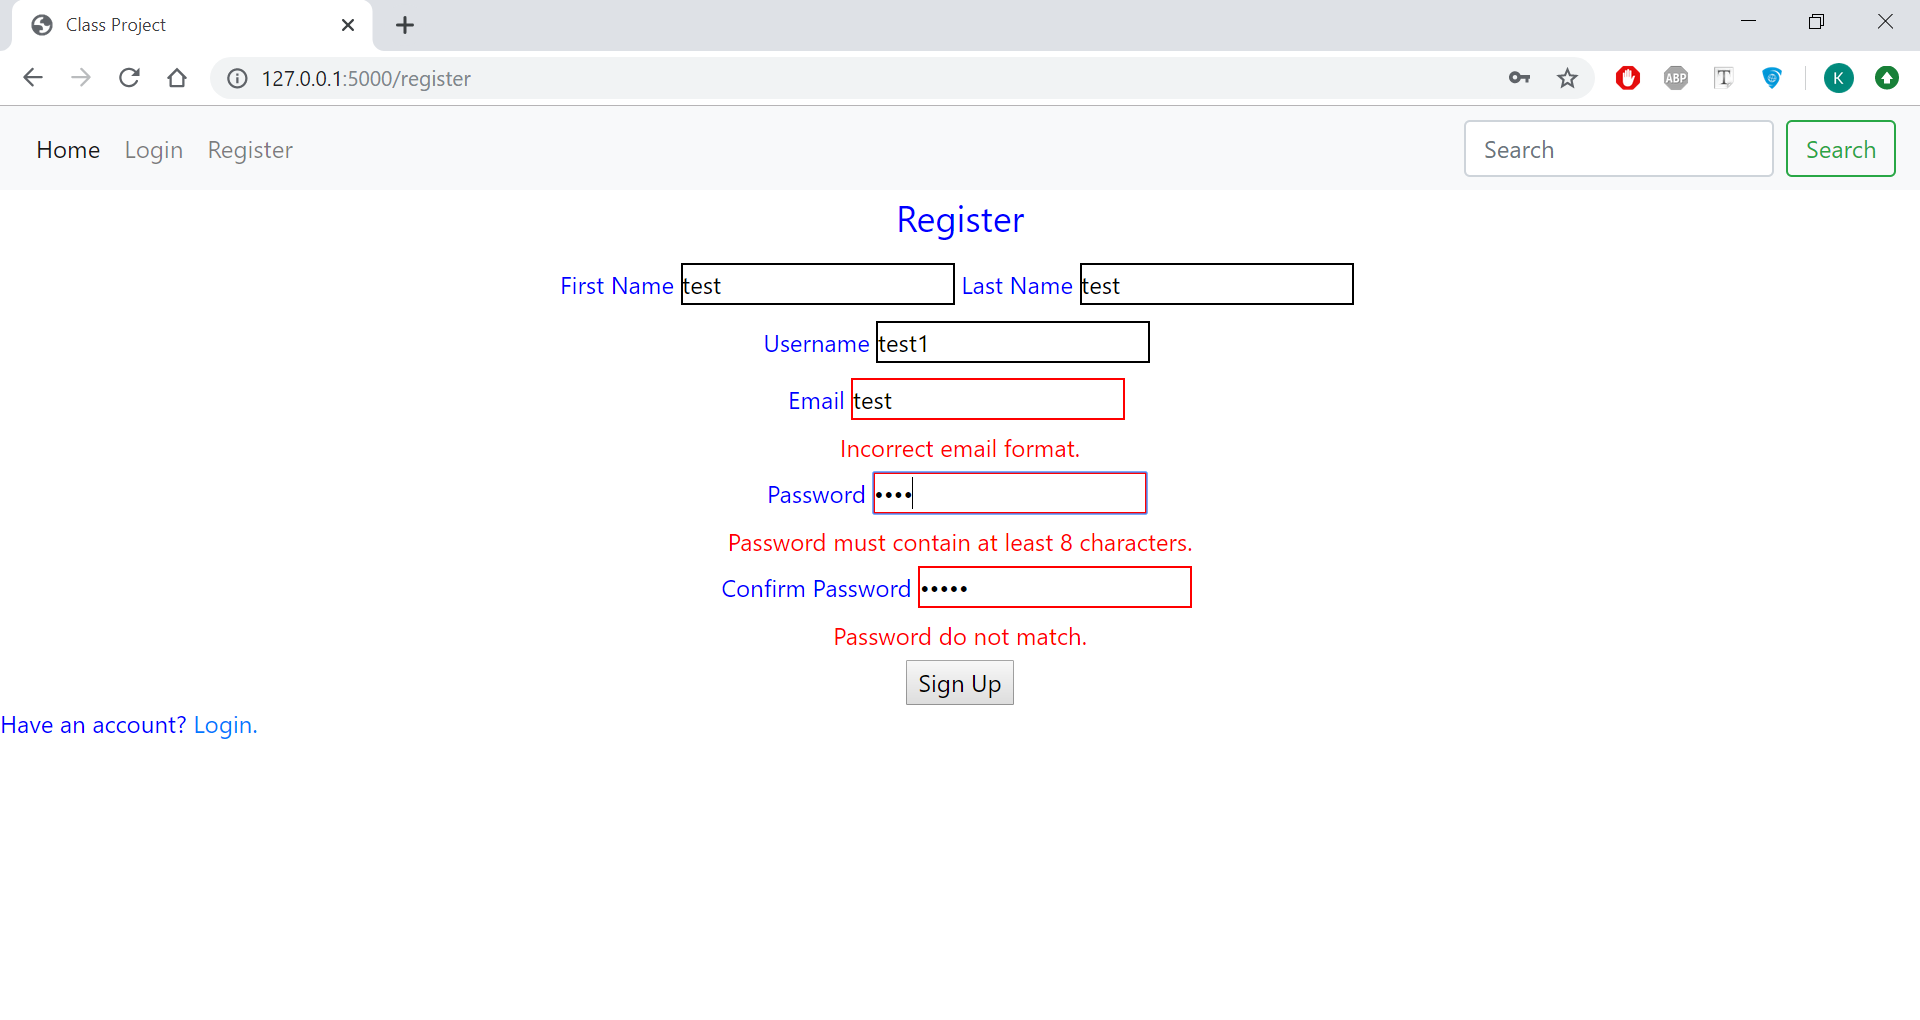 Class Project
127.0.0.1:5000/register
ABP
T
K
Home Login Register
Search
Search
Register
First Name test Last Name test
Username test1
Email test
Incorrect email format.
Password ••••
Password must contain at least 8 characters.
Confirm Password •••••
Password do not match.
Sign Up
Have an account? Login.